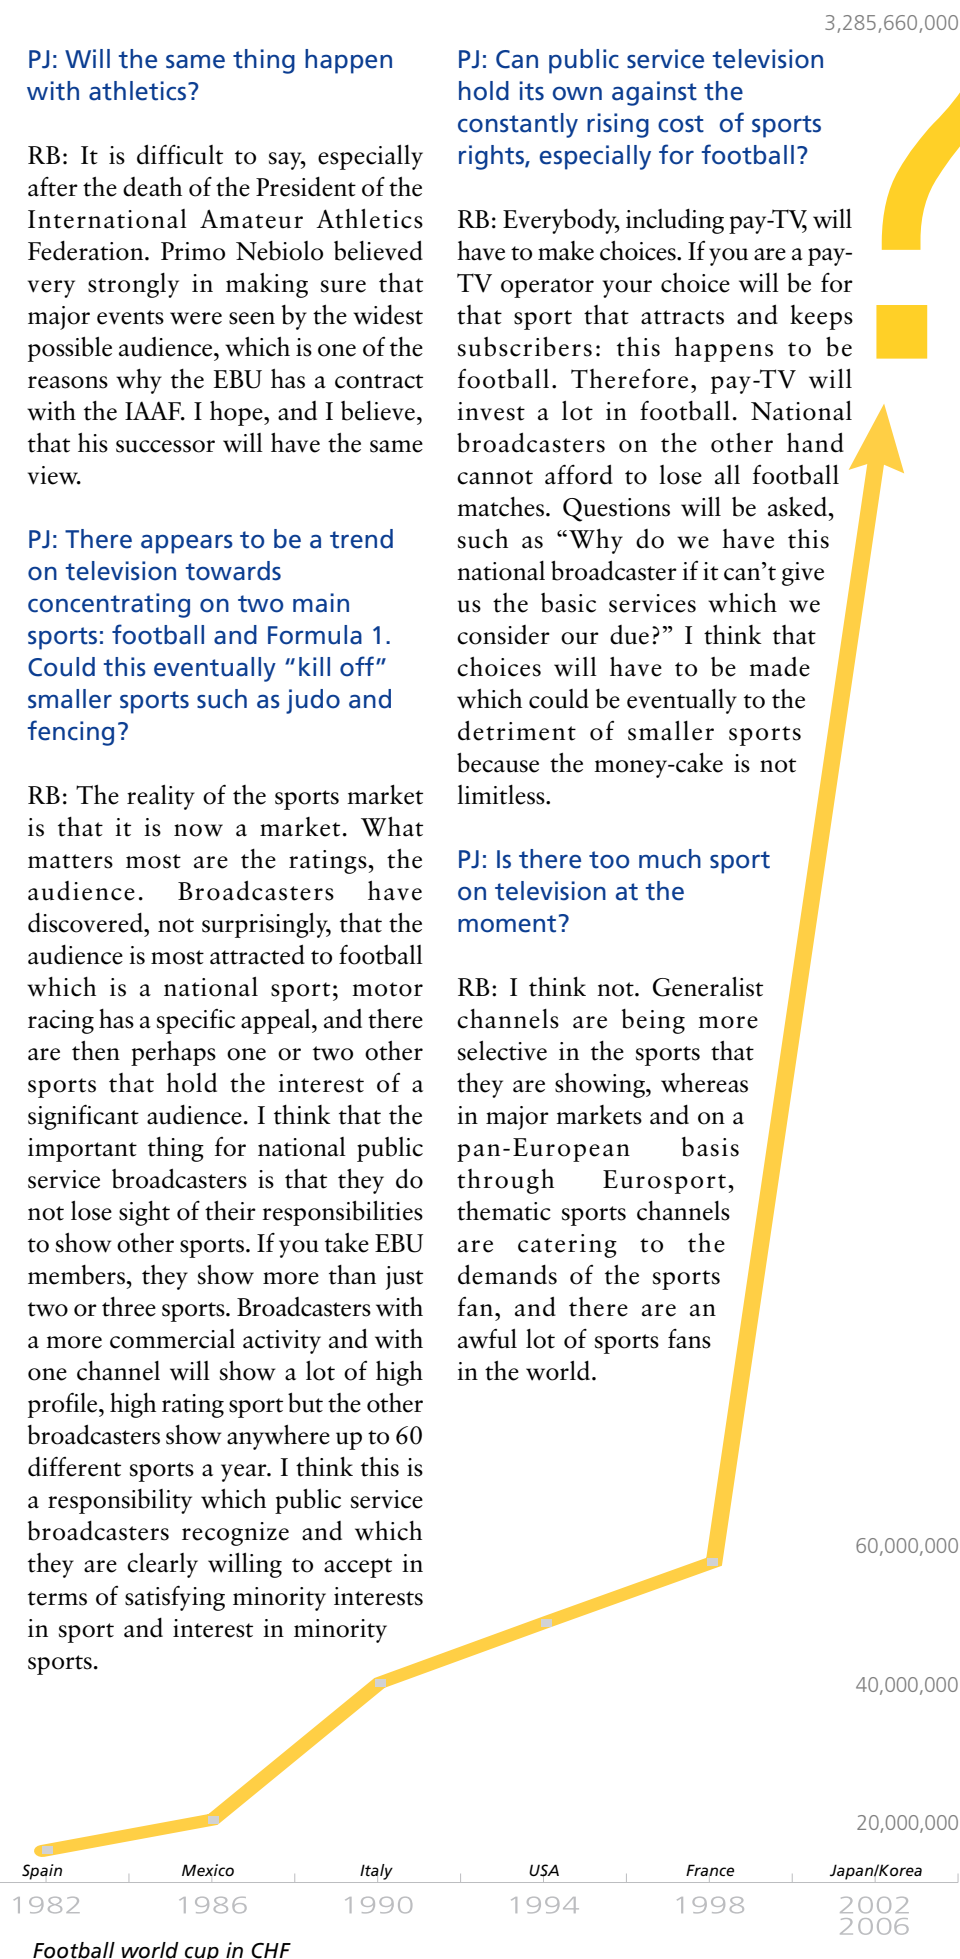 PJ: Will the same thing happen
with athletics?
RB: It is difficult to say, especially
after the death of the President of the
International Amateur Athletics
Federation. Primo Nebiolo believed
very strongly in making sure that
major events were seen by the widest
possible audience, which is one of the
reasons why the EBU has a contract
with the IAAF. I hope, and I believe,
that his successor will have the same
view.
PJ: There appears to be a trend
on television towards
concentrating on two main
sports: football and Formula 1.
Could this eventually “kill off”
smaller sports such as judo and
fencing?
RB: The reality of the sports market
is that it is now a market. What
matters most are the ratings, the
audience. Broadcasters have
discovered, not surprisingly, that the
audience is most attracted to football
which is a national sport; motor
racing has a specific appeal, and there
are then perhaps one or two other
sports that hold the interest of a
significant audience. I think that the
important thing for national public
service broadcasters is that they do
not lose sight of their responsibilities
to show other sports. If you take EBU
members, they show more than just
two or three sports. Broadcasters with
a more commercial activity and with
one channel will show a lot of high
profile, high rating sport but the other
broadcasters show anywhere up to 60
different sports a year. I think this is
a responsibility which public service
broadcasters recognize and which
they are clearly willing to accept in
terms of satisfying minority interests
in sport and interest in minority
sports.
PJ: Can public service television
hold its own against the
constantly rising cost of sports
rights, especially for football?
RB: Everybody, including pay-TV, will
have to make choices. If you are a pay-
TV operator your choice will be for
that sport that attracts and keeps
subscribers: this happens to be
football. Therefore, pay-TV will
invest a lot in football. National
broadcasters on the other hand
cannot afford to lose all football
matches. Questions will be asked,
such as “Why do we have this
national broadcaster if it can’t give
us the basic services which we
consider our due?” I think that
choices will have to be made
which could be eventually to the
detriment of smaller sports
because the money-cake is not
limitless.
PJ: Is there too much sport
on television at the
moment?
RB: I think not. Generalist
channels are being more
selective in the sports that
they are showing, whereas
in major markets and on a
pan-European basis
through Eurosport,
thematic sports channels
are catering to the
demands of the sports
fan, and there are an
awful lot of sports fans
in the world.
3,285,660,000
?
60,000,000
40,000,000
20,000,000
Spain Mexico Italy USA France Japan/Korea
1982 1986 1990 1994 1998 2002
2006
Football world cup in CHF